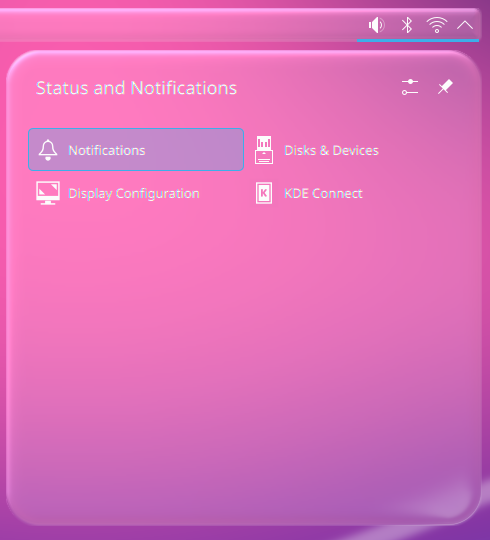 Status and Notifications
Notifications
Disks & Devices
Display Configuration
KDE Connect